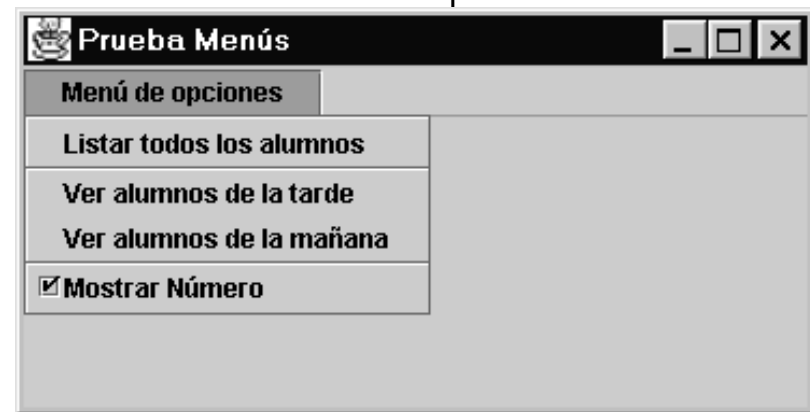 Prueba Menús
Menú de opciones
Listar todos los alumnos
Ver alumnos de la tarde
Ver alumnos de la mañana
Mostrar Número